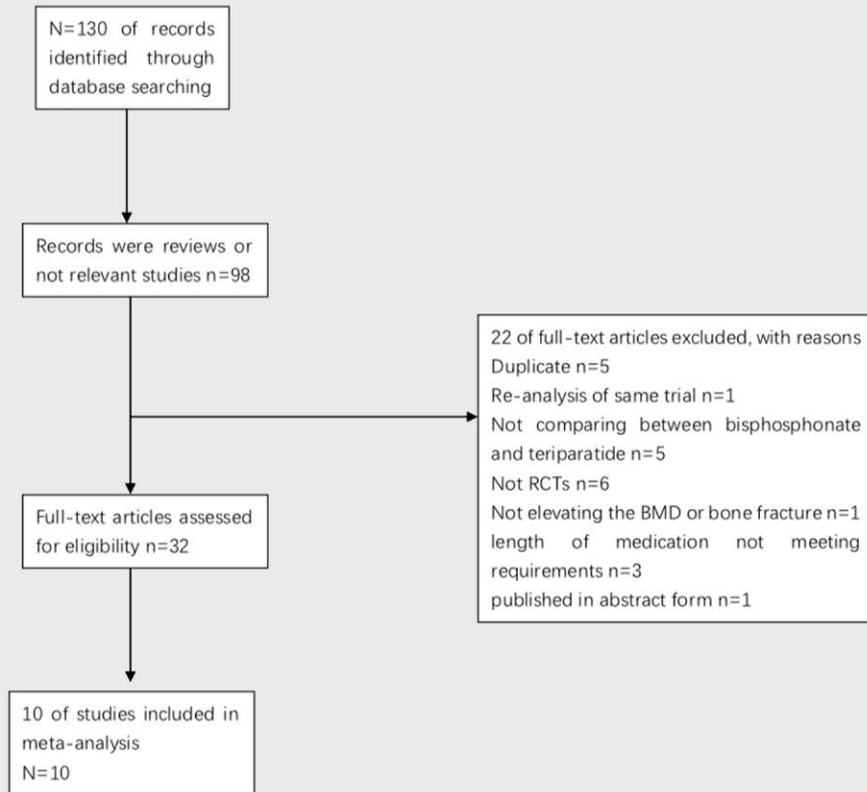 N=130 of records
identified through
database searching
Records were reviews or
not relevant studies n=98
22 of full-text articles excluded, with reasons
Duplicate n=5
Re-analysis of same trial n=1
Not comparing between bisphosphonate
and teriparatide n=5
Not RCTs n=6
Not elevating the BMD or bone fracture n=1
length of medication not meeting
requirements n=3
published in abstract form n=1
Full-text articles assessed
for eligibility n=32
10 of studies included in
meta-analysis
N=10